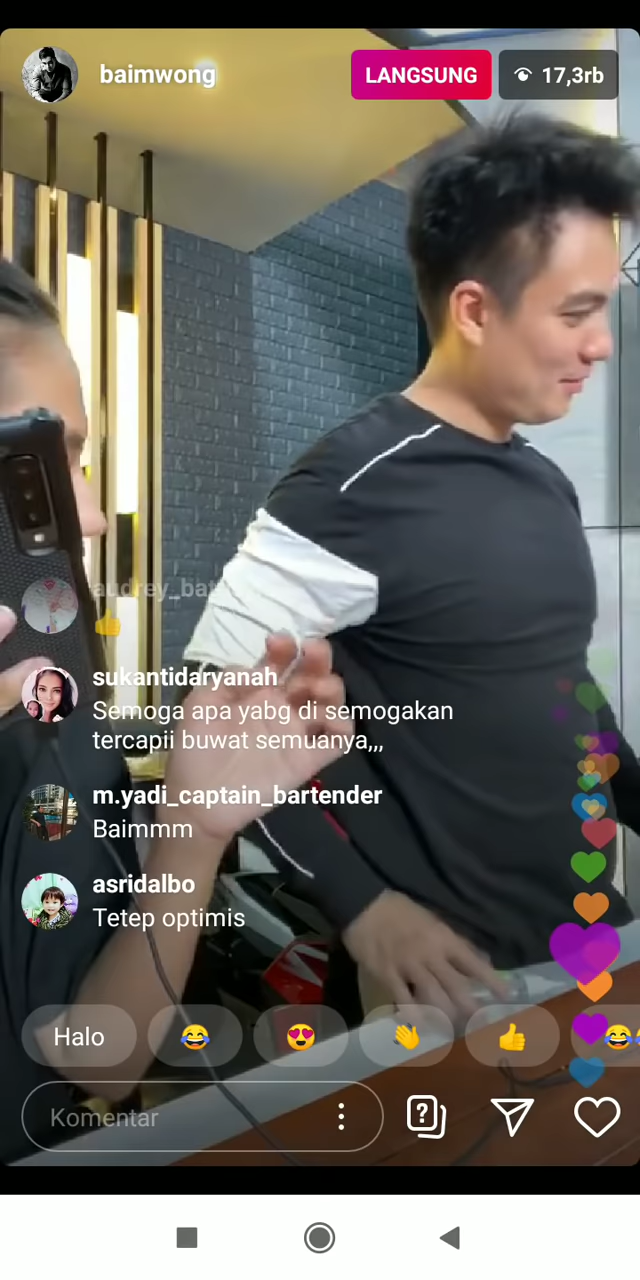 baimwong
LANGSUNG
17,3rb
sukantidaryanah
Semoga apa yabg di semogakan
tercapii buwat semuanya,,,
m.yadi_captain_bartender
Baimmm
asridalbo
Tetep optimis
Halo
Komentar